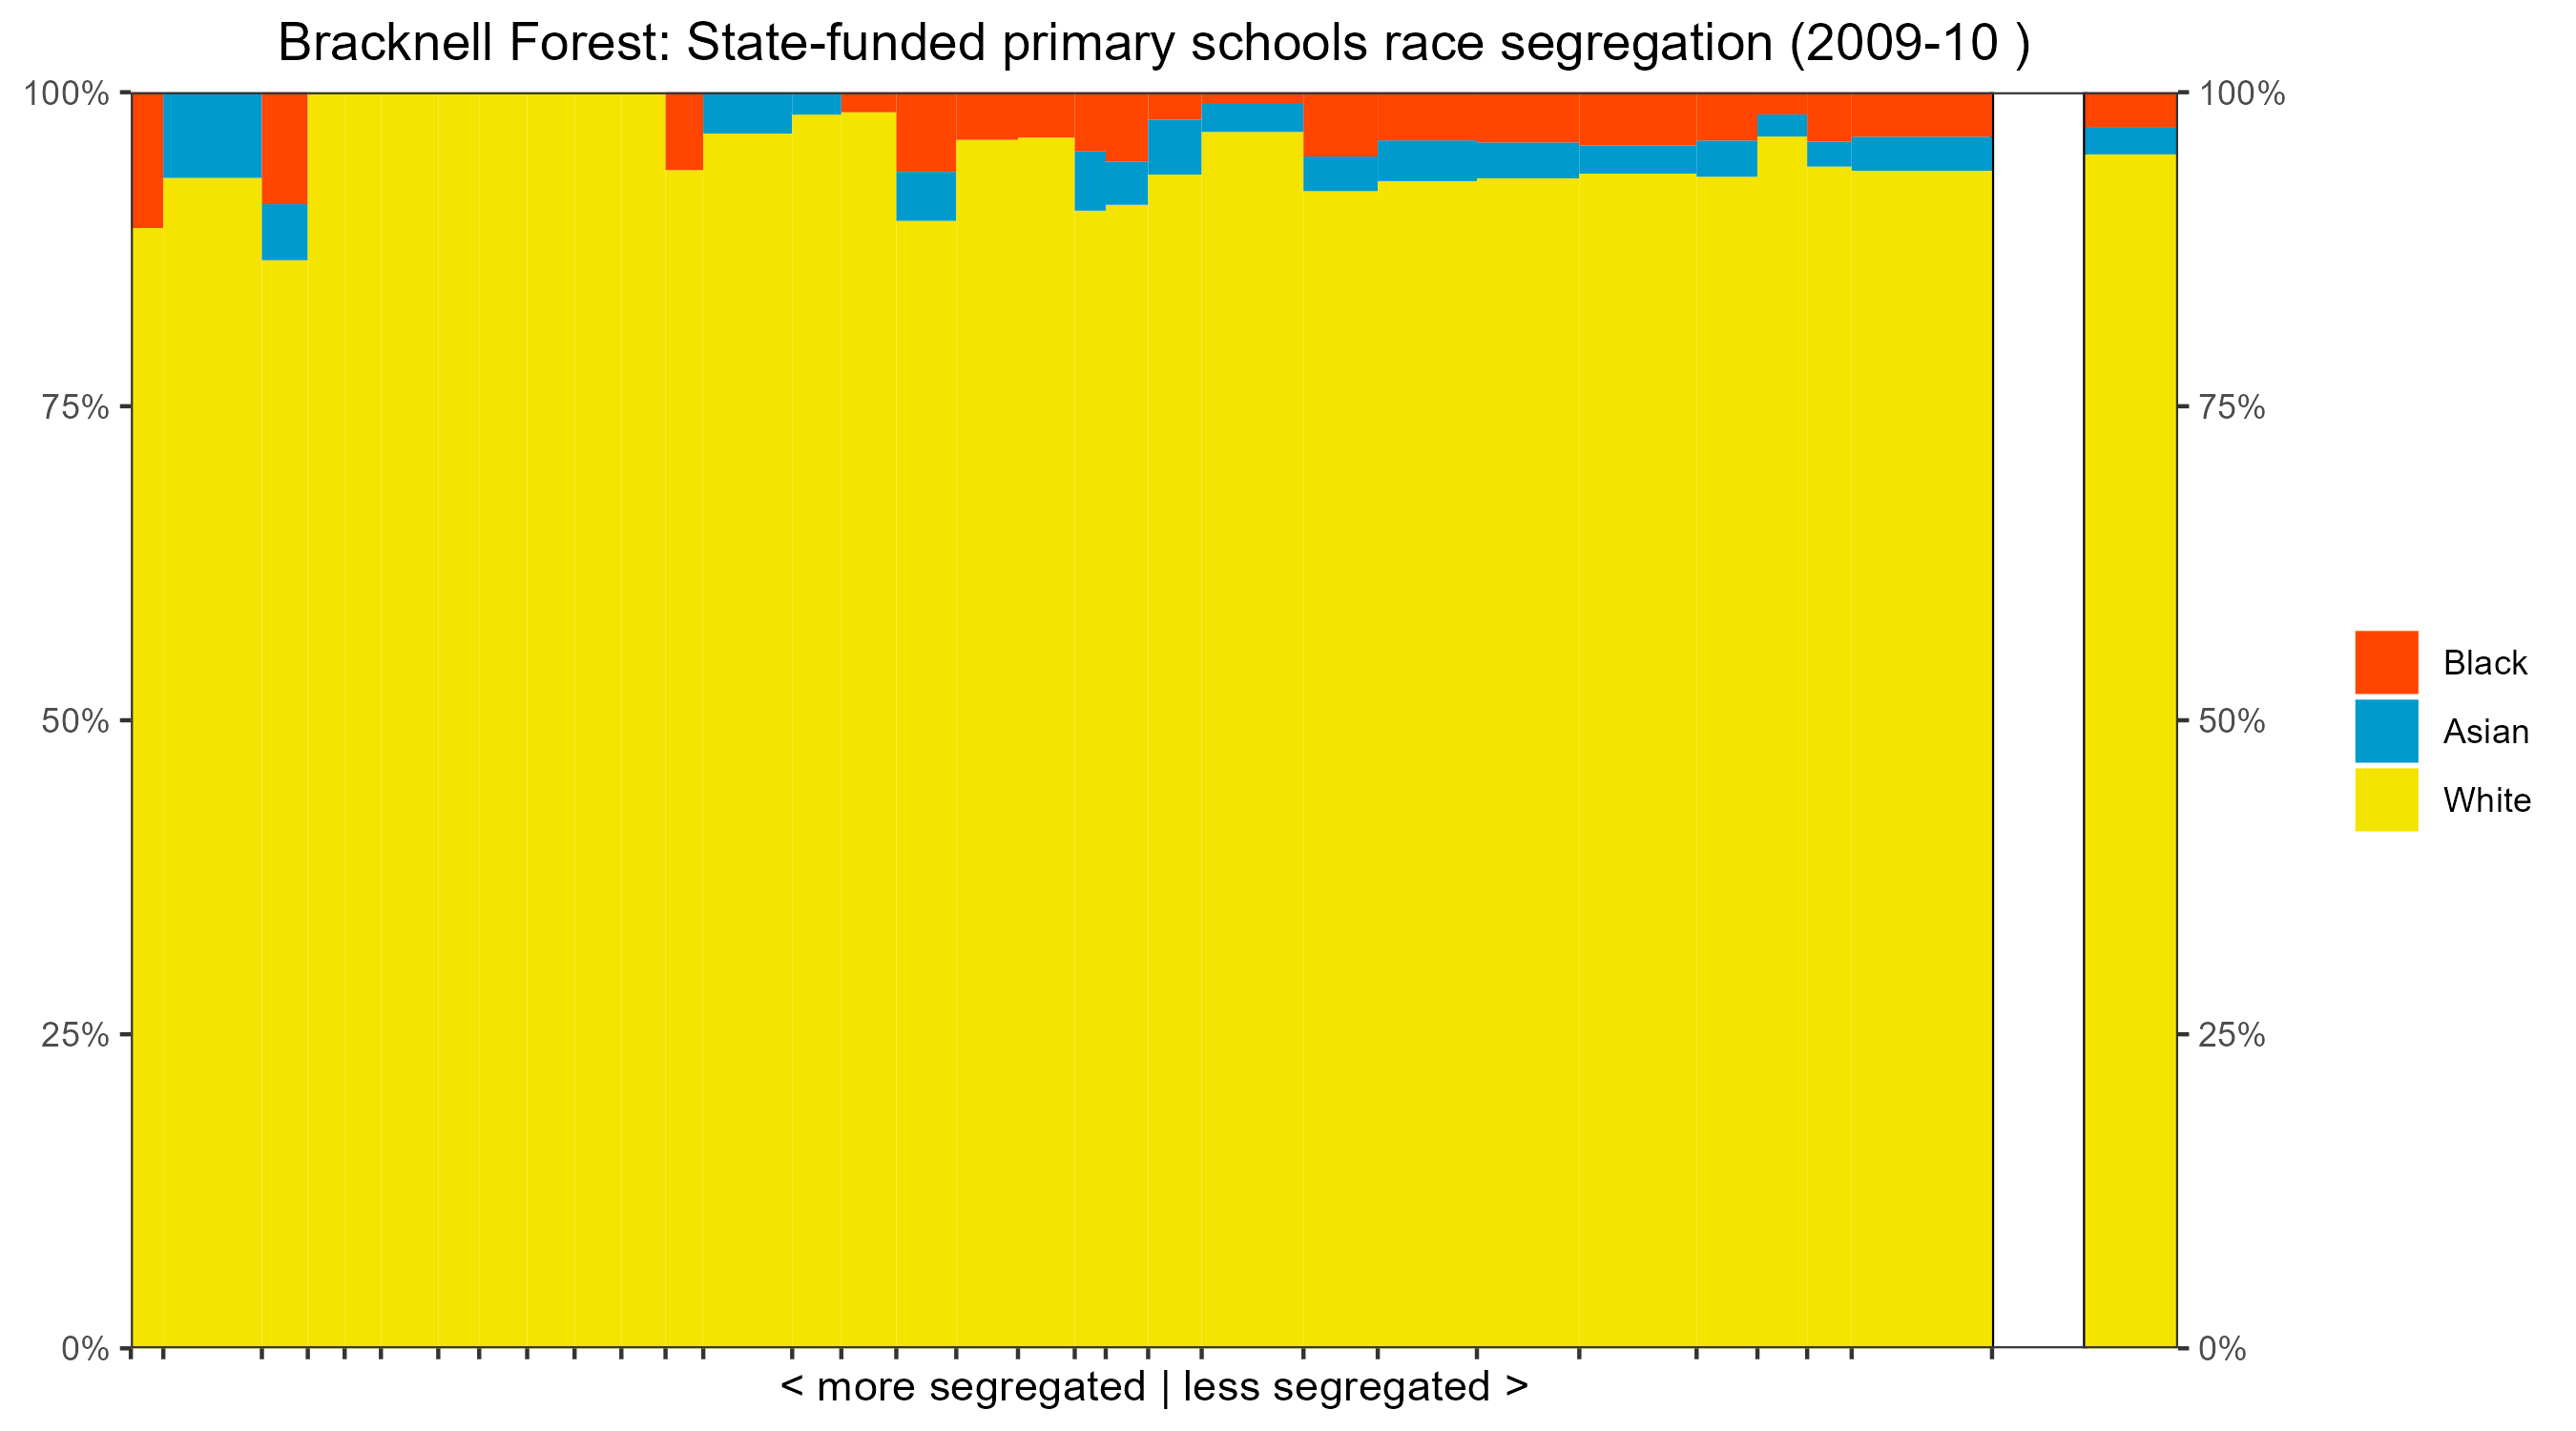 Bracknell Forest: State-funded primary schools race segregation (2009-10 )
100%
75%
50%
25%
0%
100%
75%
50%
25%
0%
Black
Asian
White
< more segregated | less segregated >